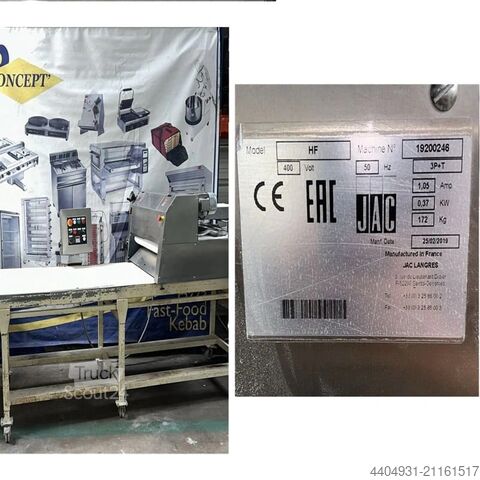 CONCEPT'
Fast-Food
Kebab
Truck
Scout24
Model HF Machine N° 19200246
400 Volt 50 Hz 3P+T
1,05 Amp
0,37 KW
172 Kg
CE EAC JAC
Manf. Date 25/02/2019
Manufactured in France
JAC LANGRES
4404931-21161517